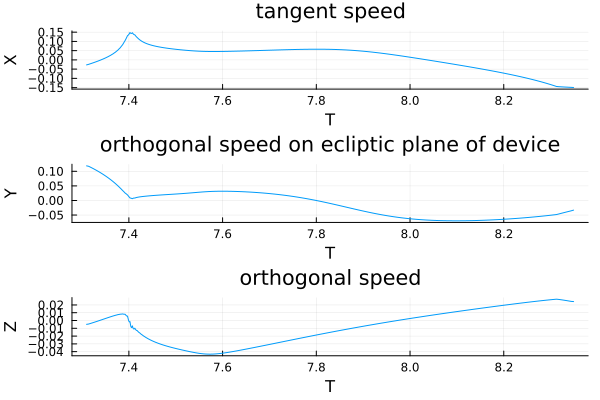 tangent speed
0.15
0.10
0.05
0.00
−0.05
−0.10
−0.15
X
7.4 7.6 7.8 8.0 8.2
T
orthogonal speed on ecliptic plane of device
0.10
0.05
0.00
−0.05
Y
7.4 7.6 7.8 8.0 8.2
T
orthogonal speed
0.02
0.01
0.00
−0.01
−0.02
−0.03
−0.04
Z
7.4 7.6 7.8 8.0 8.2
T